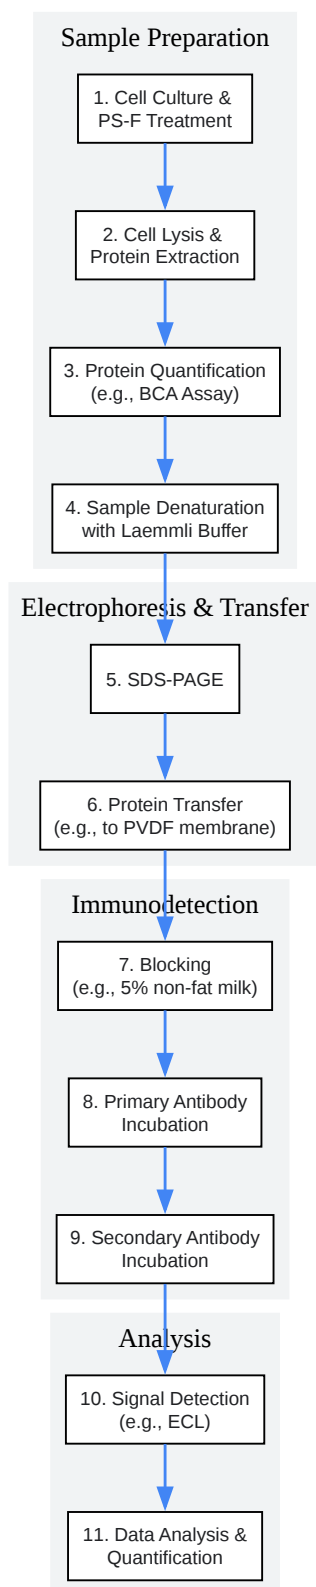 Sample Preparation
1. Cell Culture &
PS-F Treatment
2. Cell Lysis &
Protein Extraction
3. Protein Quantification
(e.g., BCA Assay)
4. Sample Denaturation
with Laemmli Buffer
Electrophoresis & Transfer
5. SDS-PAGE
6. Protein Transfer
(e.g., to PVDF membrane)
Immunodetection
7. Blocking
(e.g., 5% non-fat milk)
8. Primary Antibody
Incubation
9. Secondary Antibody
Incubation
Analysis
10. Signal Detection
(e.g., ECL)
11. Data Analysis &
Quantification